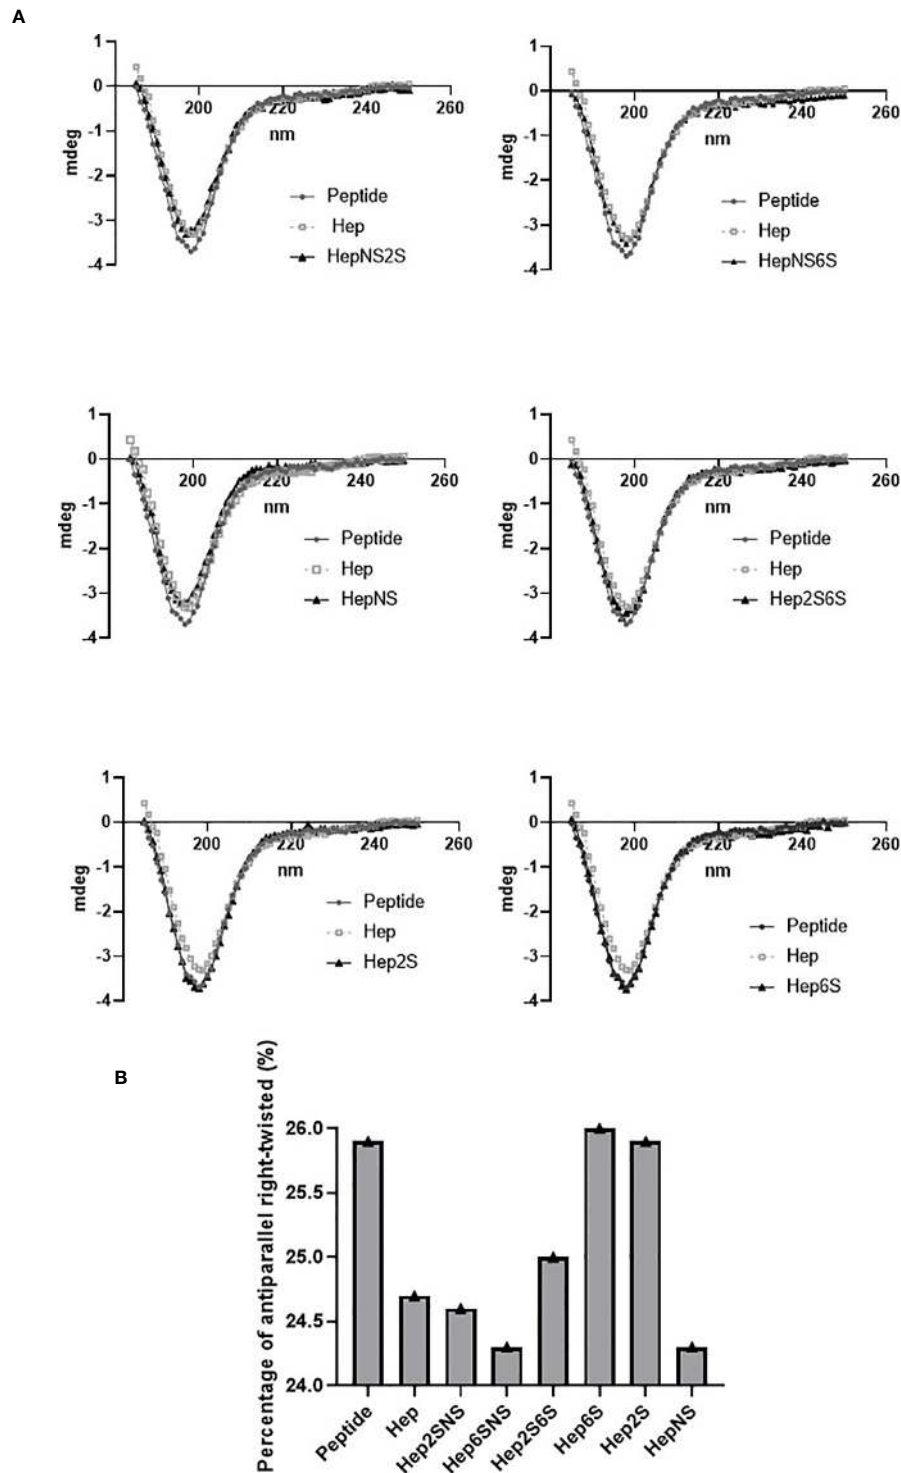 A
1
0
-1
-2
-3
-4
mdeg
200
220
240
260
nm
Peptide
Hep
HepNS2S
1
0
-1
-2
-3
-4
mdeg
200
220
240
260
nm
Peptide
Hep
HepNS6S
1
0
-1
-2
-3
-4
mdeg
200
220
240
260
nm
Peptide
Hep
HepNS
1
0
-1
-2
-3
-4
mdeg
200
220
240
260
nm
Peptide
Hep
Hep2S6S
1
0
-1
-2
-3
-4
mdeg
200
220
240
260
nm
Peptide
Hep
Hep2S
1
0
-1
-2
-3
-4
mdeg
200
220
240
260
nm
Peptide
Hep
Hep6S
B
Percentage of antiparallel right-twisted (%)
26.0
25.5
25.0
24.5
24.0
Peptide
Hep
Hep2SNS
Hep6SNS
Hep2S6S
Hep6S
Hep2S
HepNS